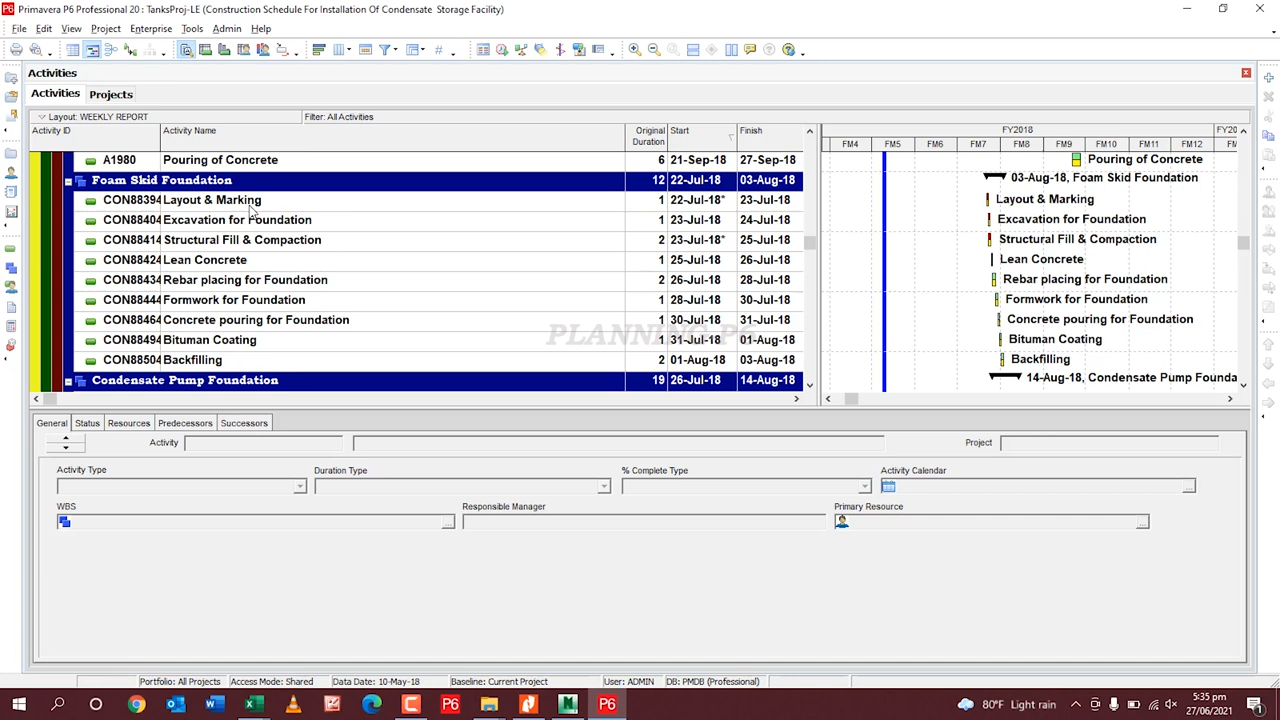 P6 Primavera P6 Professional 20 : TanksProj-LE (Construction Schedule For Installation Of Condensate Storage Facility)
File Edit View Project Enterprise Tools Admin Help
Activities
Activities Projects
Layout: WEEKLY REPORT Filter: All Activities
Activity ID Activity Name Original Duration Start Finish
FY2018 FY20
FM4 FM5 FM6 FM7 FM8 FM9 FM10 FM11 FM12
A1980 Pouring of Concrete 6 21-Sep-18 27-Sep-18 Pouring of Concrete
Foam Skid Foundation 12 22-Jul-18 03-Aug-18 03-Aug-18, Foam Skid Foundation
CON88394 Layout & Marking 1 22-Jul-18* 23-Jul-18 Layout & Marking
CON88404 Excavation for Foundation 1 23-Jul-18 24-Jul-18 Excavation for Foundation
CON88414 Structural Fill & Compaction 2 23-Jul-18* 25-Jul-18 Structural Fill & Compaction
CON88424 Lean Concrete 1 25-Jul-18 26-Jul-18 Lean Concrete
CON88434 Rebar placing for Foundation 2 26-Jul-18 28-Jul-18 Rebar placing for Foundation
CON88444 Formwork for Foundation 1 28-Jul-18 30-Jul-18 Formwork for Foundation
CON88464 Concrete pouring for Foundation 1 30-Jul-18 31-Jul-18 Concrete pouring for Foundation
PLANNING P6
CON88494 Bituman Coating 1 31-Jul-18 01-Aug-18 Bituman Coating
CON88504 Backfilling 2 01-Aug-18 03-Aug-18 Backfilling
Condensate Pump Foundation 19 26-Jul-18 14-Aug-18 14-Aug-18, Condensate Pump Founda
General Status Resources Predecessors Successors
Activity Project
Activity Type Duration Type % Complete Type Activity Calendar
WBS Responsible Manager Primary Resource
Portfolio: All Projects Access Mode: Shared Data Date: 10-May-18 Baseline: Current Project User: ADMIN DB: PMDB (Professional)
80°F Light rain 5:35 pm
27/06/2021